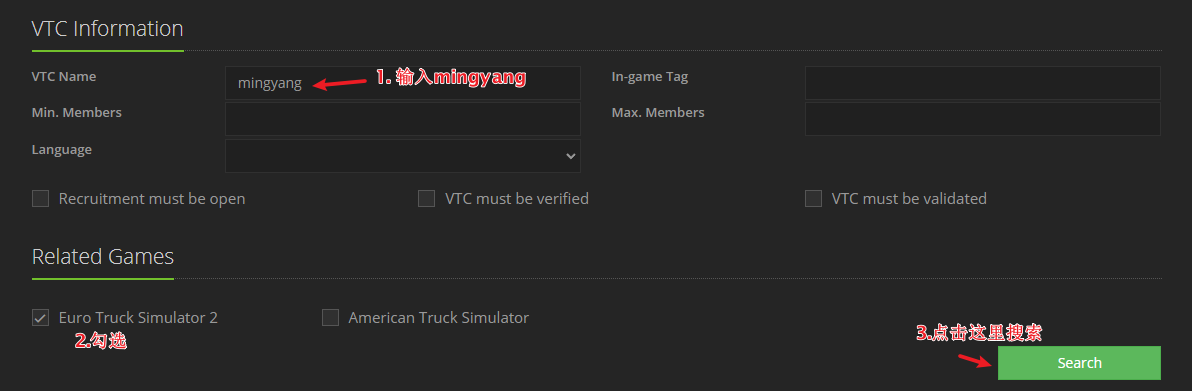 VTC Information
VTC Name
mingyang
1. 输入mingyang
In-game Tag
Min. Members
Max. Members
Language
Recruitment must be open
VTC must be verified
VTC must be validated
Related Games
Euro Truck Simulator 2
American Truck Simulator
2.勾选
3.点击这里搜索
Search